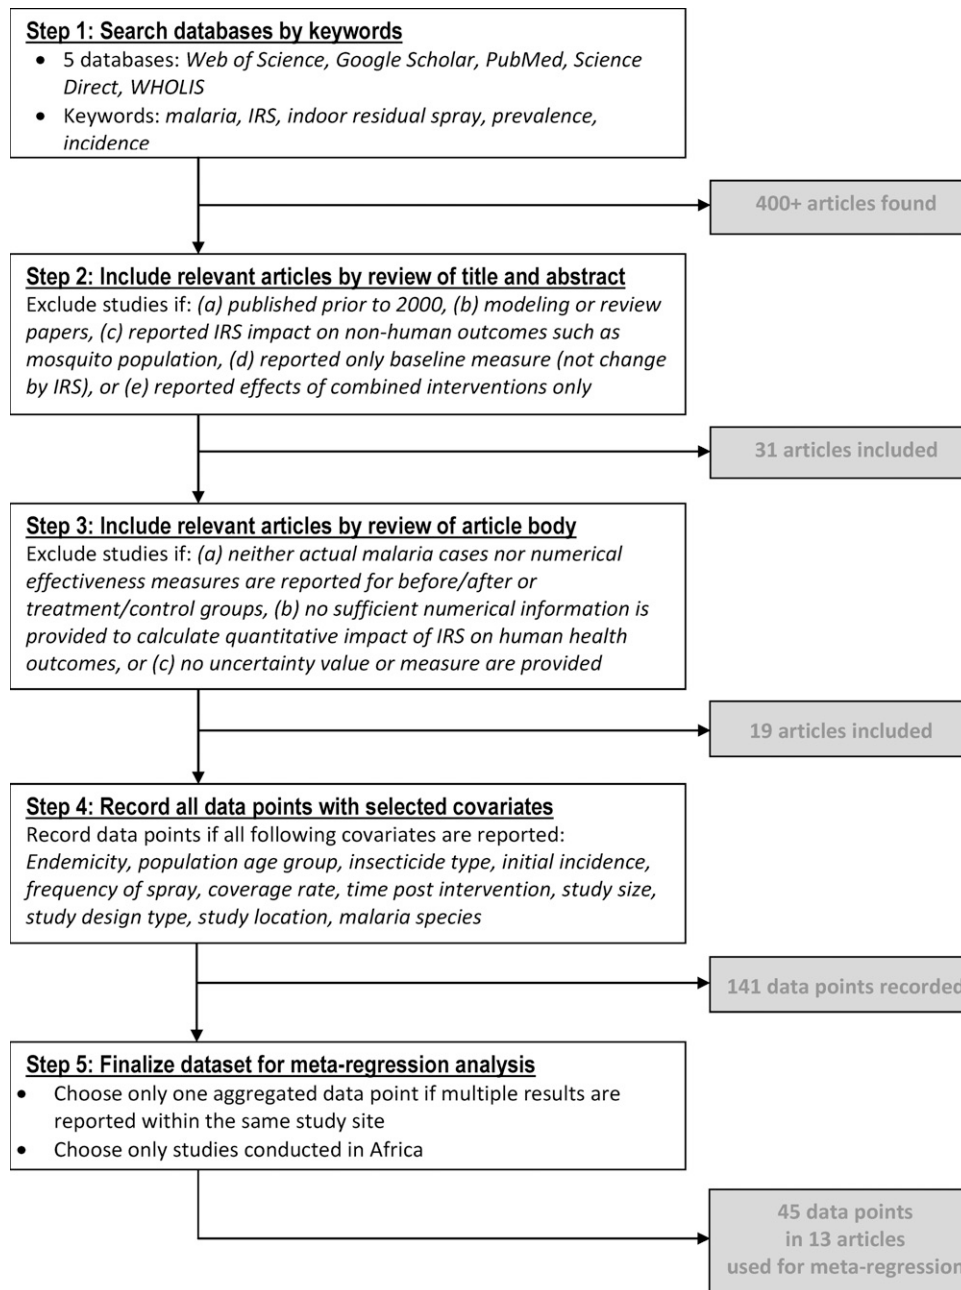 Step 1: Search databases by keywords
• 5 databases: Web of Science, Google Scholar, PubMed, Science
Direct, WHOLIS
• Keywords: malaria, IRS, indoor residual spray, prevalence,
incidence
400+ articles found
Step 2: Include relevant articles by review of title and abstract
Exclude studies if: (a) published prior to 2000, (b) modeling or review
papers, (c) reported IRS impact on non-human outcomes such as
mosquito population, (d) reported only baseline measure (not change
by IRS), or (e) reported effects of combined interventions only
31 articles included
Step 3: Include relevant articles by review of article body
Exclude studies if: (a) neither actual malaria cases nor numerical
effectiveness measures are reported for before/after or
treatment/control groups, (b) no sufficient numerical information is
provided to calculate quantitative impact of IRS on human health
outcomes, or (c) no uncertainty value or measure are provided
19 articles included
Step 4: Record all data points with selected covariates
Record data points if all following covariates are reported:
Endemicity, population age group, insecticide type, initial incidence,
frequency of spray, coverage rate, time post intervention, study size,
study design type, study location, malaria species
141 data points recorded
Step 5: Finalize dataset for meta-regression analysis
• Choose only one aggregated data point if multiple results are
reported within the same study site
• Choose only studies conducted in Africa
45 data points
in 13 articles
used for meta-regression